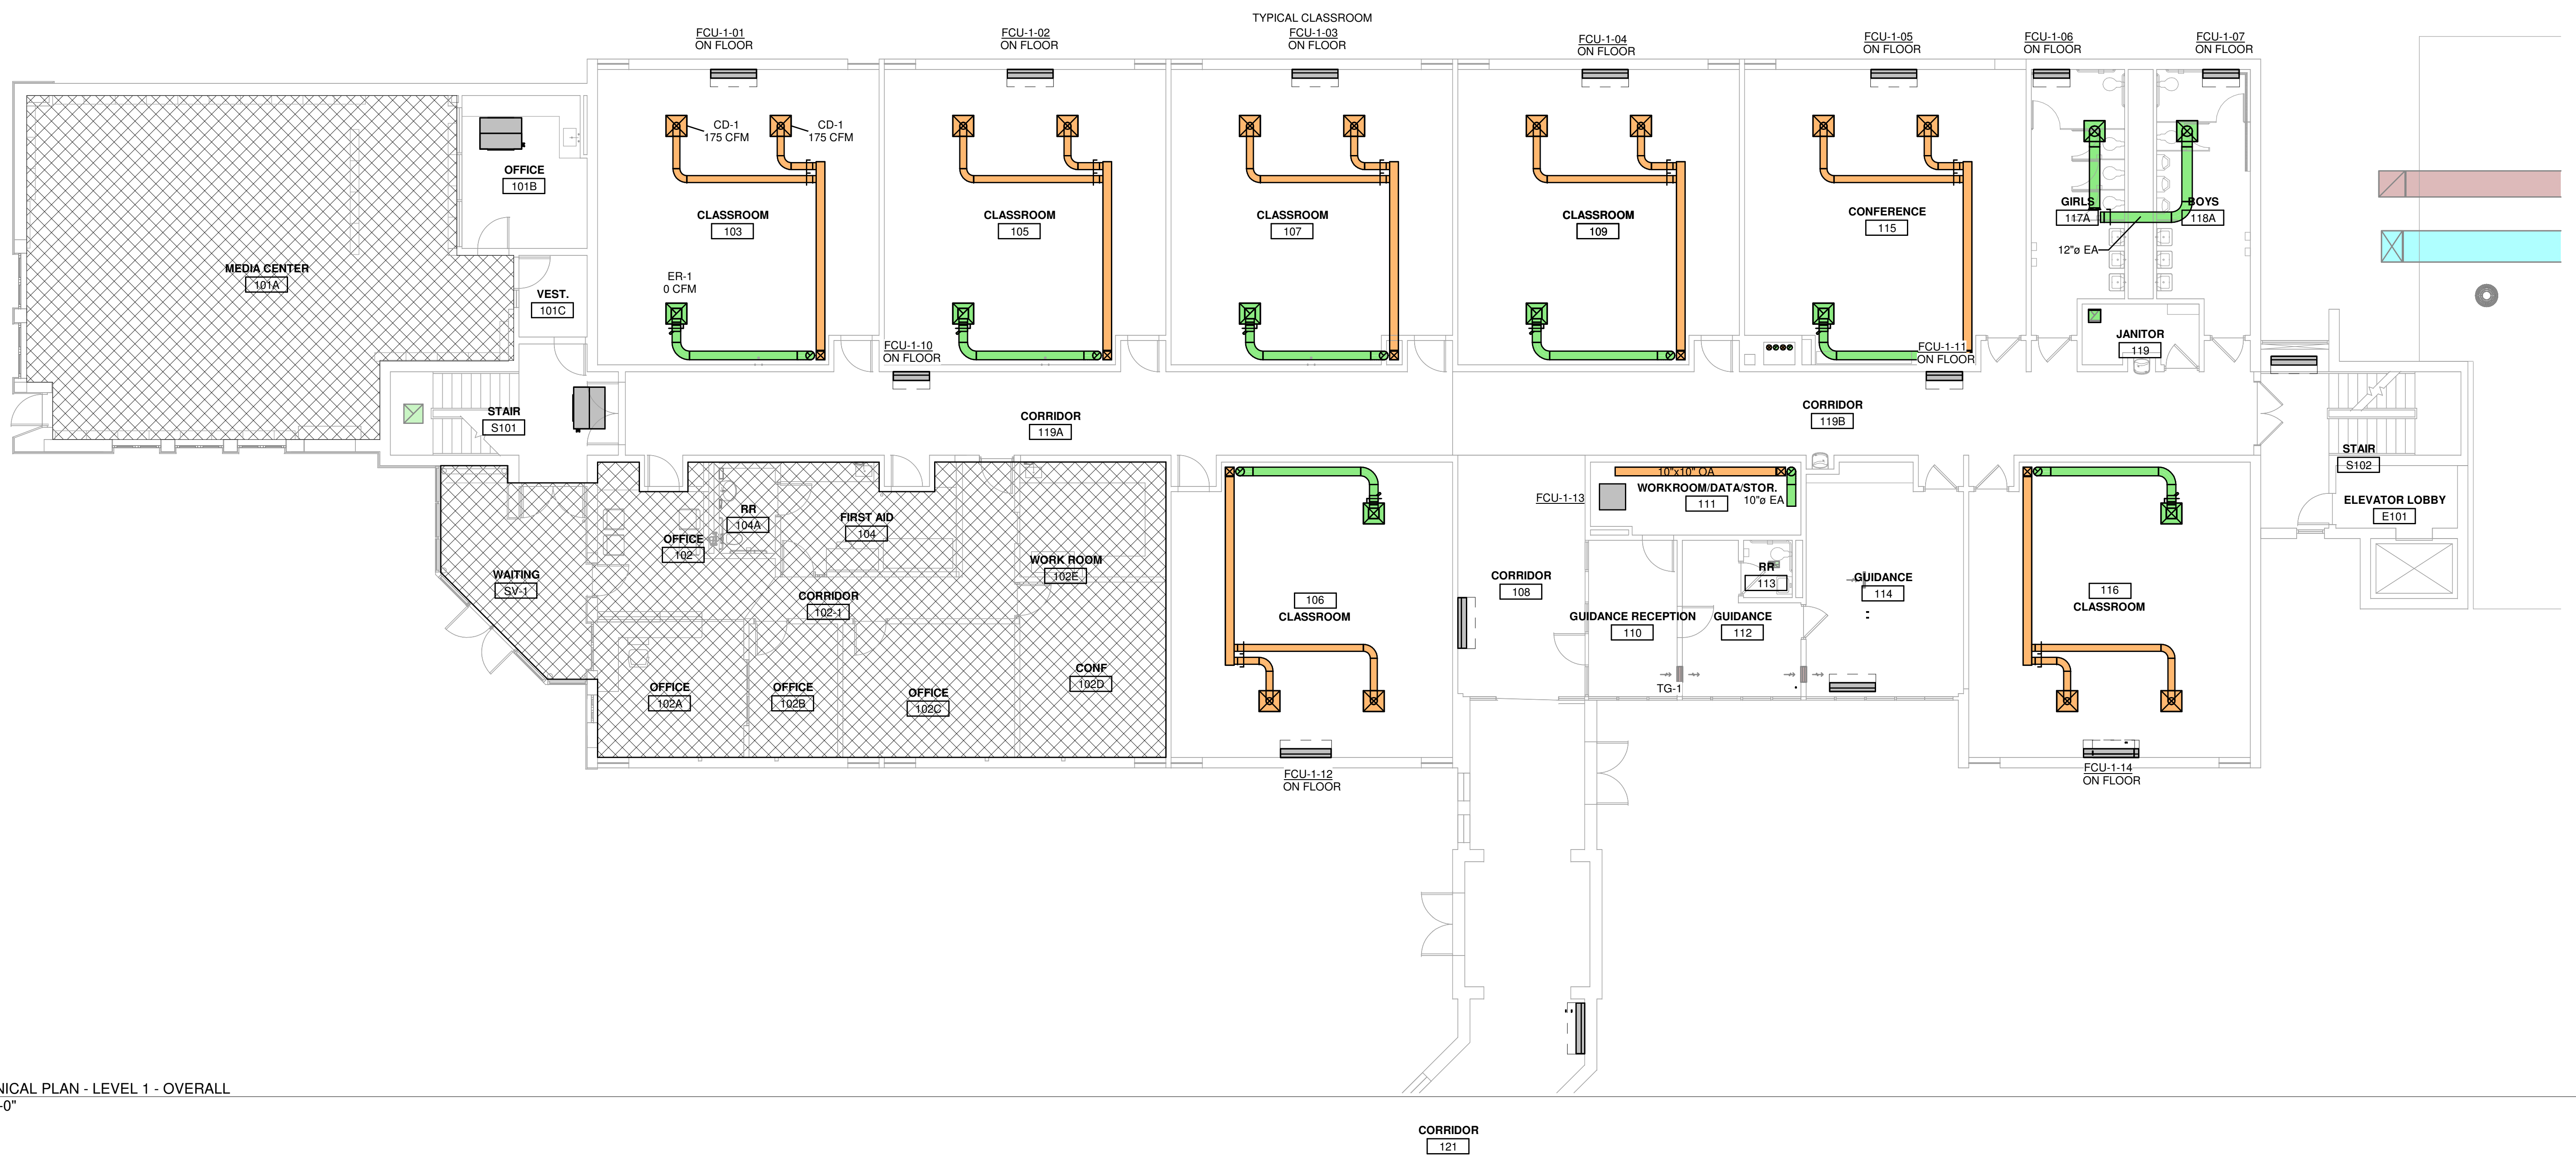 TYPICAL CLASSROOM
FCU-1-01
ON FLOOR
FCU-1-02
ON FLOOR
FCU-1-03
ON FLOOR
FCU-1-04
ON FLOOR
FCU-1-05
ON FLOOR
FCU-1-06
ON FLOOR
FCU-1-07
ON FLOOR
CD-1
175 CFM
CD-1
175 CFM
OFFICE
101B
CLASSROOM
103
CLASSROOM
105
CLASSROOM
107
CLASSROOM
109
CONFERENCE
115
GIRLS
117A
BOYS
118A
12"ø EA
MEDIA CENTER
101A
VEST.
101C
ER-1
0 CFM
JANITOR
119
FCU-1-10
ON FLOOR
FCU-1-11
ON FLOOR
STAIR
S101
CORRIDOR
119A
CORRIDOR
119B
STAIR
S102
ELEVATOR LOBBY
E101
10"x10" OA
WORKROOM/DATA/STOR.
111
10"ø EA
FCU-1-13
RR
104A
FIRST AID
104
OFFICE
102
WORK ROOM
102E
WAITING
SV-1
CORRIDOR
102-1
CORRIDOR
108
RR
113
GUIDANCE
114
106
CLASSROOM
116
CLASSROOM
GUIDANCE RECEPTION
110
GUIDANCE
112
TG-1
OFFICE
102A
OFFICE
102B
OFFICE
102C
CONF
102D
FCU-1-12
ON FLOOR
FCU-1-14
ON FLOOR
NICAL PLAN - LEVEL 1 - OVERALL
-0"
CORRIDOR
121